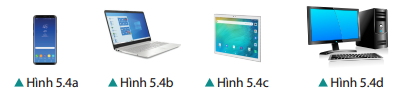 ▲ Hình 5.4a ▲ Hình 5.4b ▲ Hình 5.4c ▲ Hình 5.4d